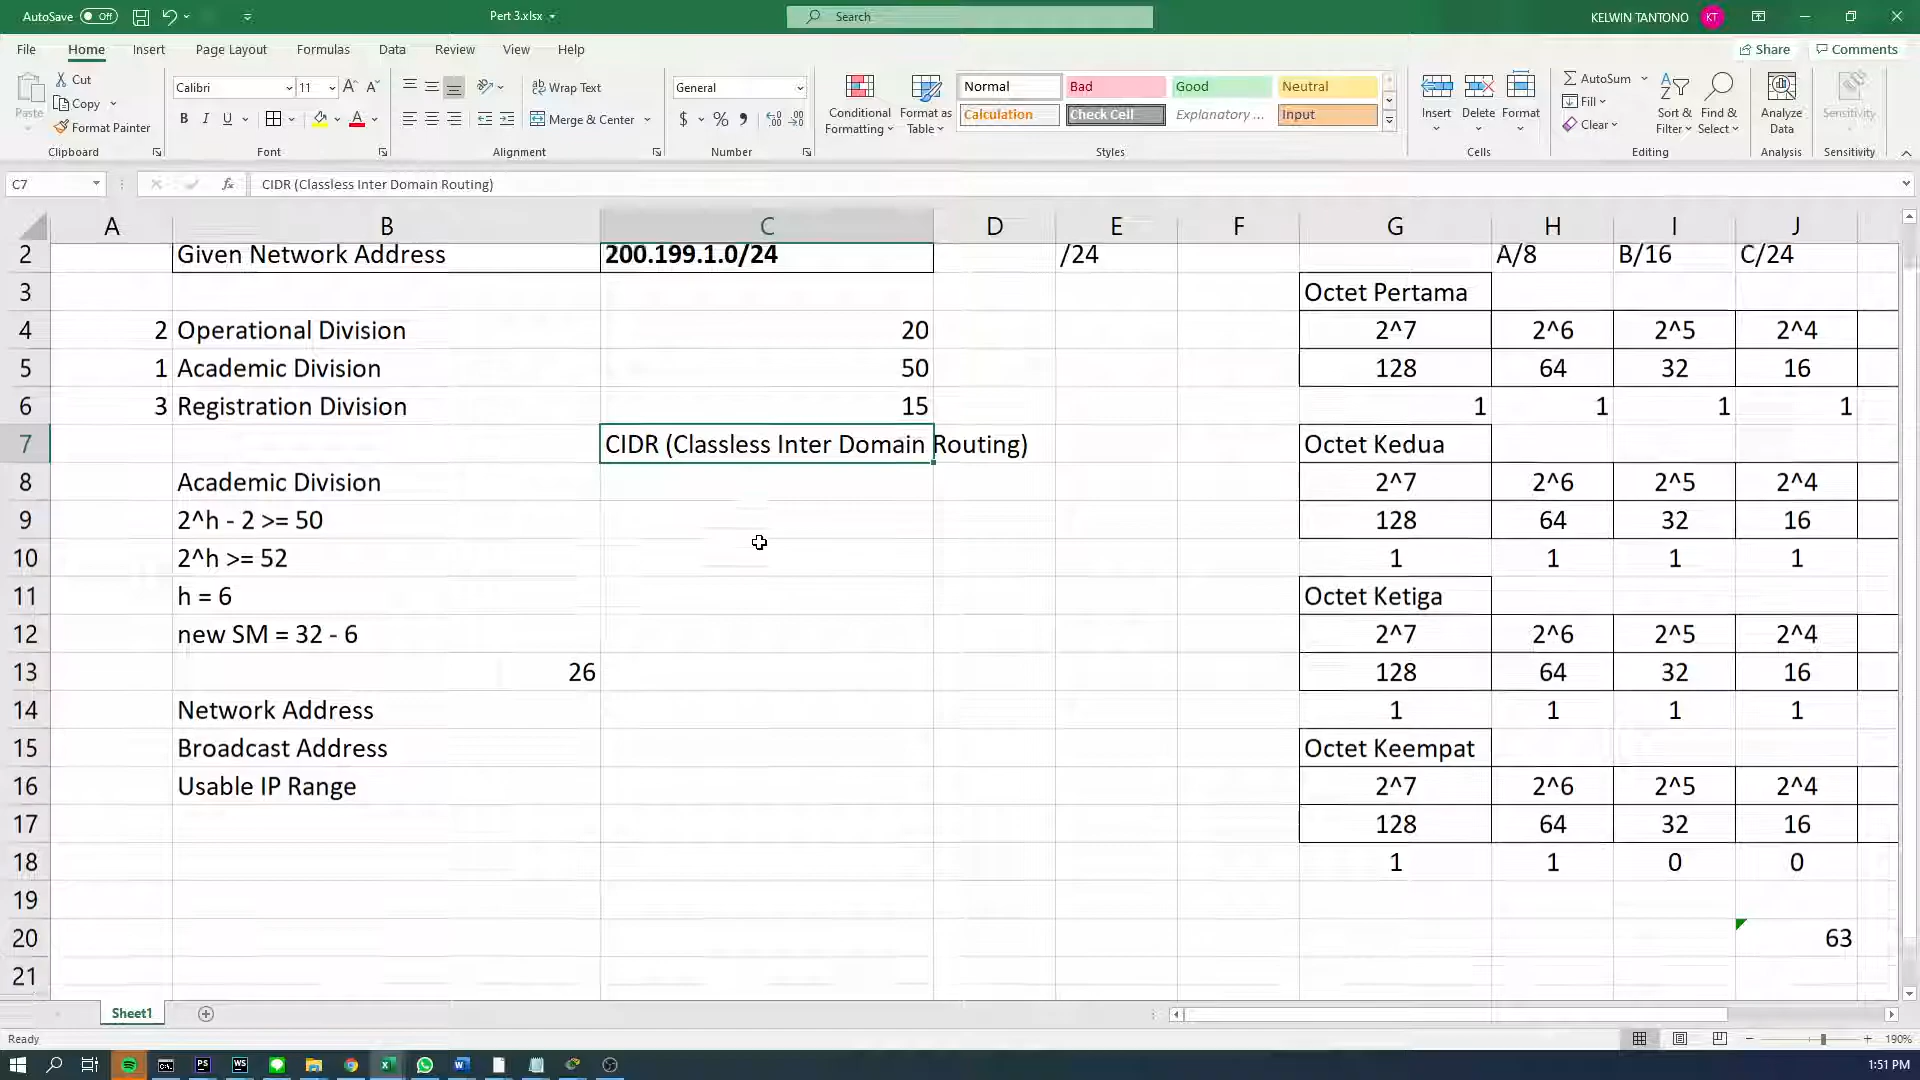 AutoSave Off Part 3.xlsx Search KELWIN TANTONO KT
File Home Insert Page Layout Formulas Data Review View Help Share Comments
Paste Cut Copy Format Painter Clipboard
Calibri 11 A A B I U A Font
Wrap Text Merge & Center Alignment
General $ % 9 Number
Conditional Formatting Format as Table
Normal Bad Good Neutral
Calculation Check Cell Explanatory ... Input
Styles
Insert Delete Format Cells
AutoSum Fill Clear Sort & Filter Find & Select Editing
Analyze Data Analysis
Sensitivity Sensitivity
C7 fx CIDR (Classless Inter Domain Routing)
A B C D E F G H I J
2 Given Network Address 200.199.1.0/24 /24 A/8 B/16 C/24
3 Octet Pertama
4 2 Operational Division 20 2^7 2^6 2^5 2^4
5 1 Academic Division 50 128 64 32 16
6 3 Registration Division 15 1 1 1 1
7 CIDR (Classless Inter Domain Routing) Octet Kedua
8 Academic Division 2^7 2^6 2^5 2^4
9 2^h - 2 >= 50 128 64 32 16
10 2^h >= 52 1 1 1 1
11 h = 6 Octet Ketiga
12 new SM = 32 - 6 2^7 2^6 2^5 2^4
13 26 128 64 32 16
14 Network Address 1 1 1 1
15 Broadcast Address Octet Keempat
16 Usable IP Range 2^7 2^6 2^5 2^4
17 128 64 32 16
18 1 1 0 0
19
20 63
21
Sheet1
Ready 190%
PS WS 1:51 PM